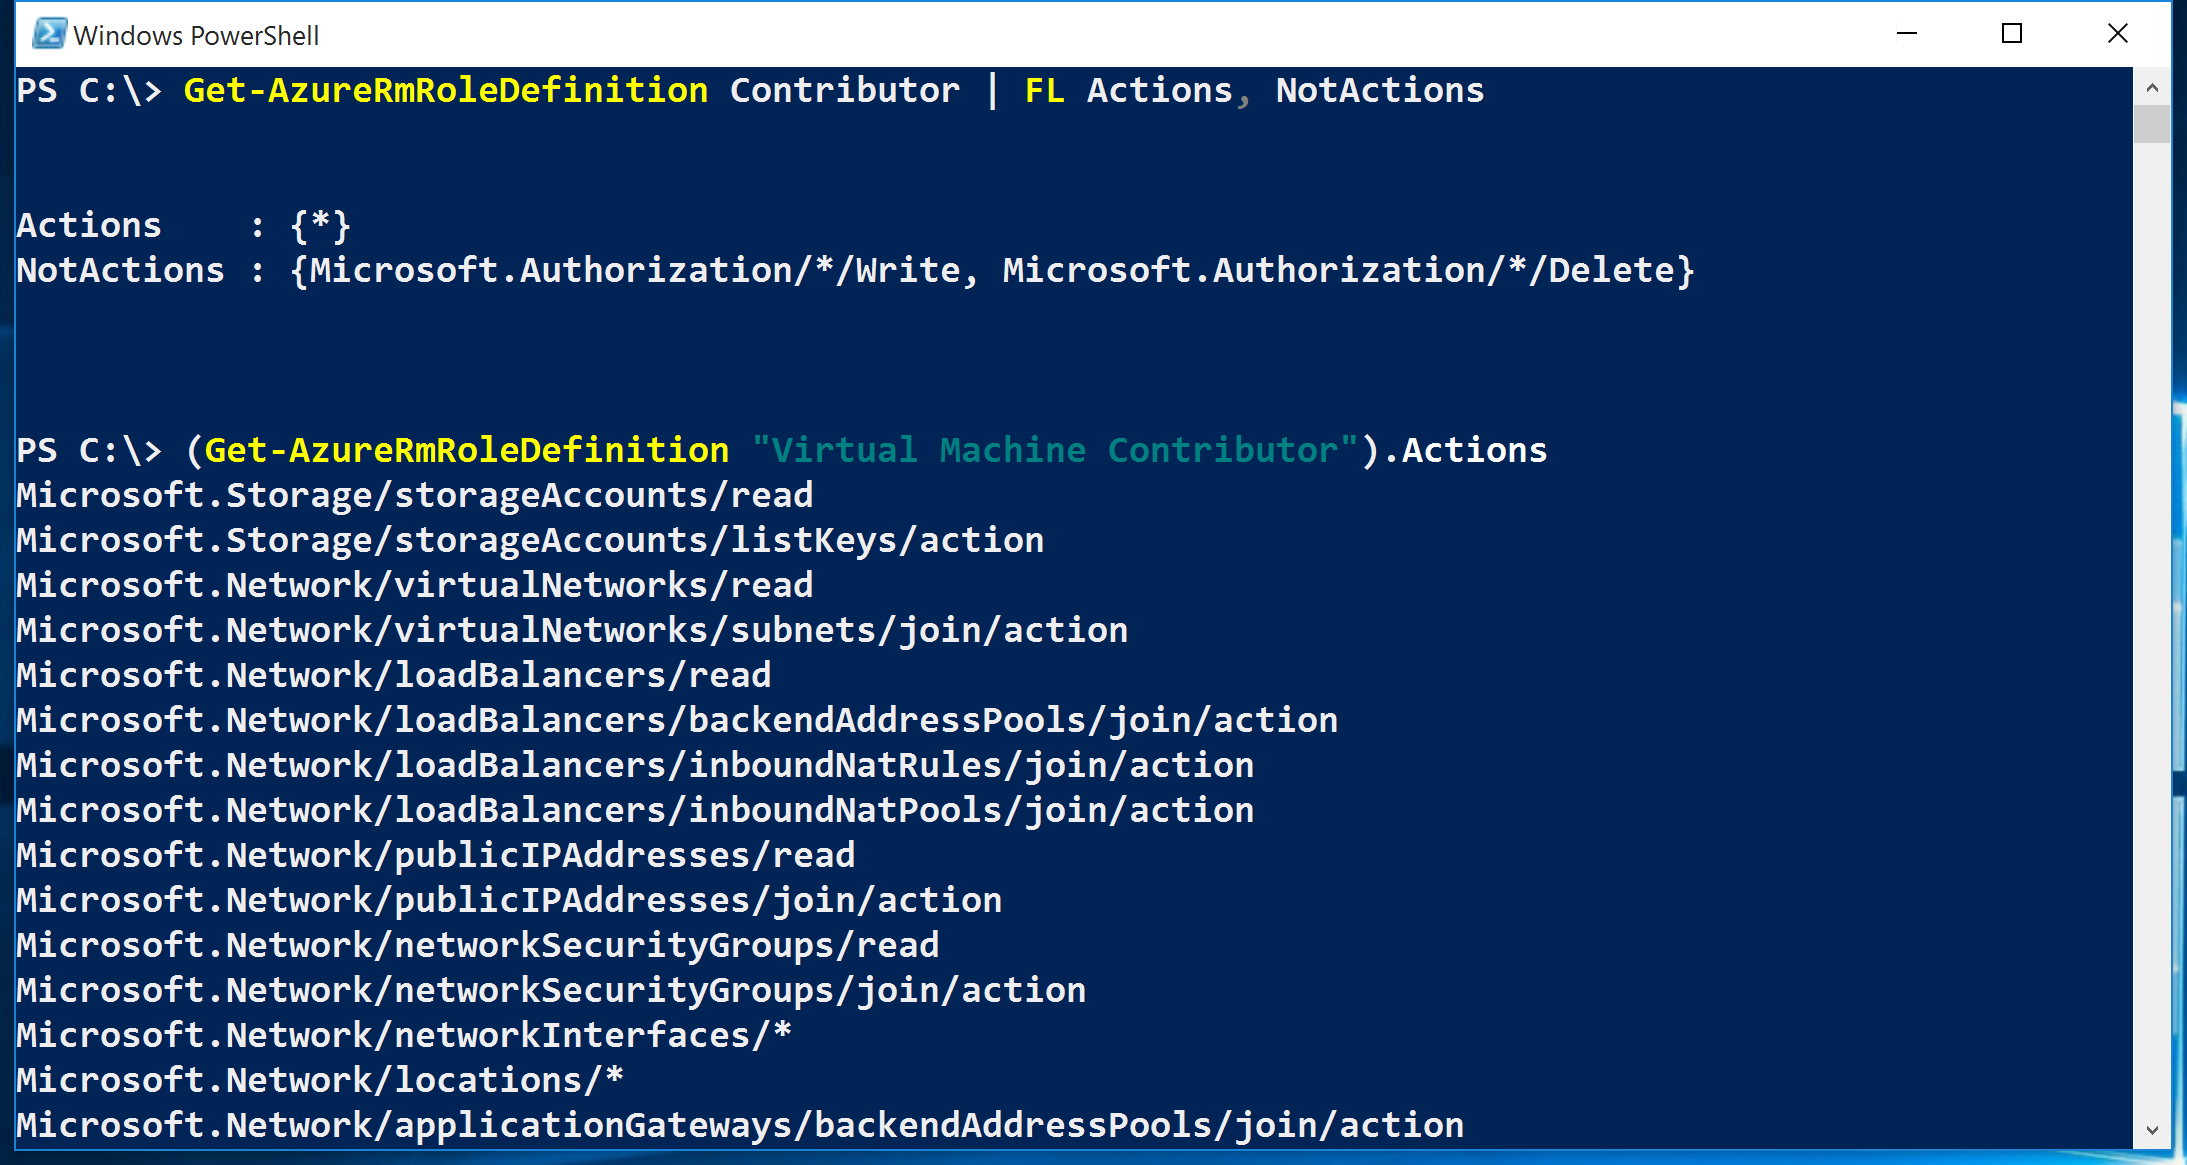 Windows PowerShell
PS C:\> Get-AzureRmRoleDefinition Contributor | FL Actions, NotActions
Actions    : {*}
NotActions : {Microsoft.Authorization/*/Write, Microsoft.Authorization/*/Delete}
PS C:\> (Get-AzureRmRoleDefinition "Virtual Machine Contributor").Actions
Microsoft.Storage/storageAccounts/read
Microsoft.Storage/storageAccounts/listKeys/action
Microsoft.Network/virtualNetworks/read
Microsoft.Network/virtualNetworks/subnets/join/action
Microsoft.Network/loadBalancers/read
Microsoft.Network/loadBalancers/backendAddressPools/join/action
Microsoft.Network/loadBalancers/inboundNatRules/join/action
Microsoft.Network/loadBalancers/inboundNatPools/join/action
Microsoft.Network/publicIPAddresses/read
Microsoft.Network/publicIPAddresses/join/action
Microsoft.Network/networkSecurityGroups/read
Microsoft.Network/networkSecurityGroups/join/action
Microsoft.Network/networkInterfaces/*
Microsoft.Network/locations/*
Microsoft.Network/applicationGateways/backendAddressPools/join/action